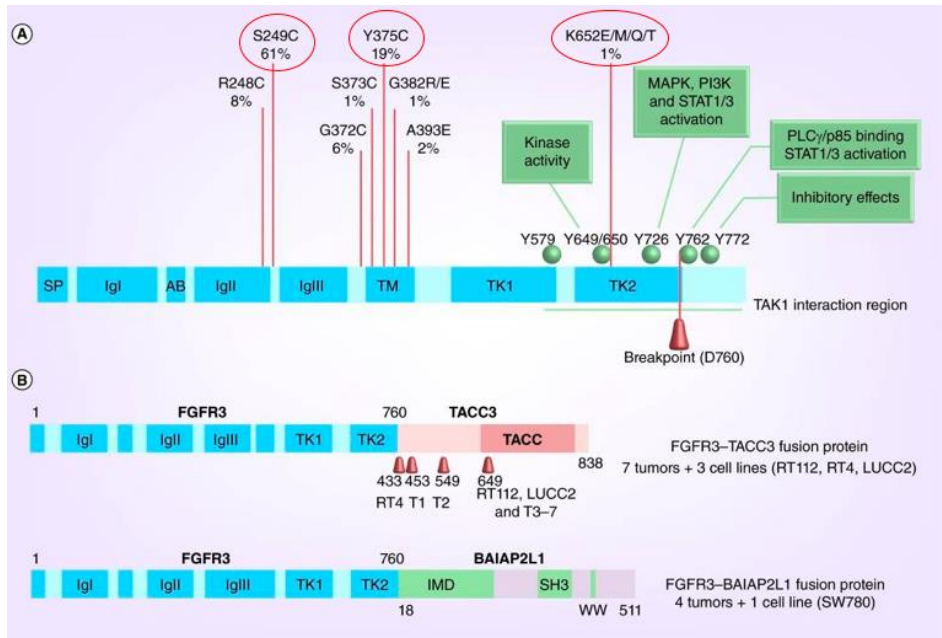 A
S249C
61%
Y375C
19%
K652E/M/Q/T
1%
R248C
8%
S373C
1%
G382R/E
1%
G372C
6%
A393E
2%
Kinase
activity
MAPK, PI3K
and STAT1/3
activation
PLCγ/p85 binding
STAT1/3 activation
Inhibitory effects
Y579 Y649/650 Y726 Y762 Y772
SP IgI AB IgII IgIII TM TK1 TK2
TAK1 interaction region
Breakpoint (D760)
B
1 FGFR3 760 TACC3
IgI IgII IgIII TK1 TK2 TACC
838
433 453 549 649
RT4 T1 T2 RT112, LUCC2
and T3–7
FGFR3–TACC3 fusion protein
7 tumors + 3 cell lines (RT112, RT4, LUCC2)
1 FGFR3 760 BAIAP2L1
IgI IgII IgIII TK1 TK2 IMD SH3
18 WW 511
FGFR3–BAIAP2L1 fusion protein
4 tumors + 1 cell line (SW780)